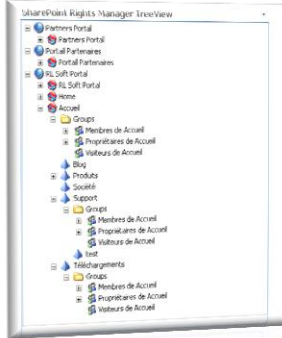 SharePoint Rights Manager TreeView
Partners Portal
Partners Portal
Portail Partenaires
Portail Partenaires
RL Soft Portal
RL Soft Portal
Home
Accueil
Groups
Membres de Accueil
Propriétaires de Accueil
Visiteurs de Accueil
Blog
Produits
Société
Support
Groups
Membres de Accueil
Propriétaires de Accueil
Visiteurs de Accueil
test
Téléchargements
Groups
Membres de Accueil
Propriétaires de Accueil
Visiteurs de Accueil